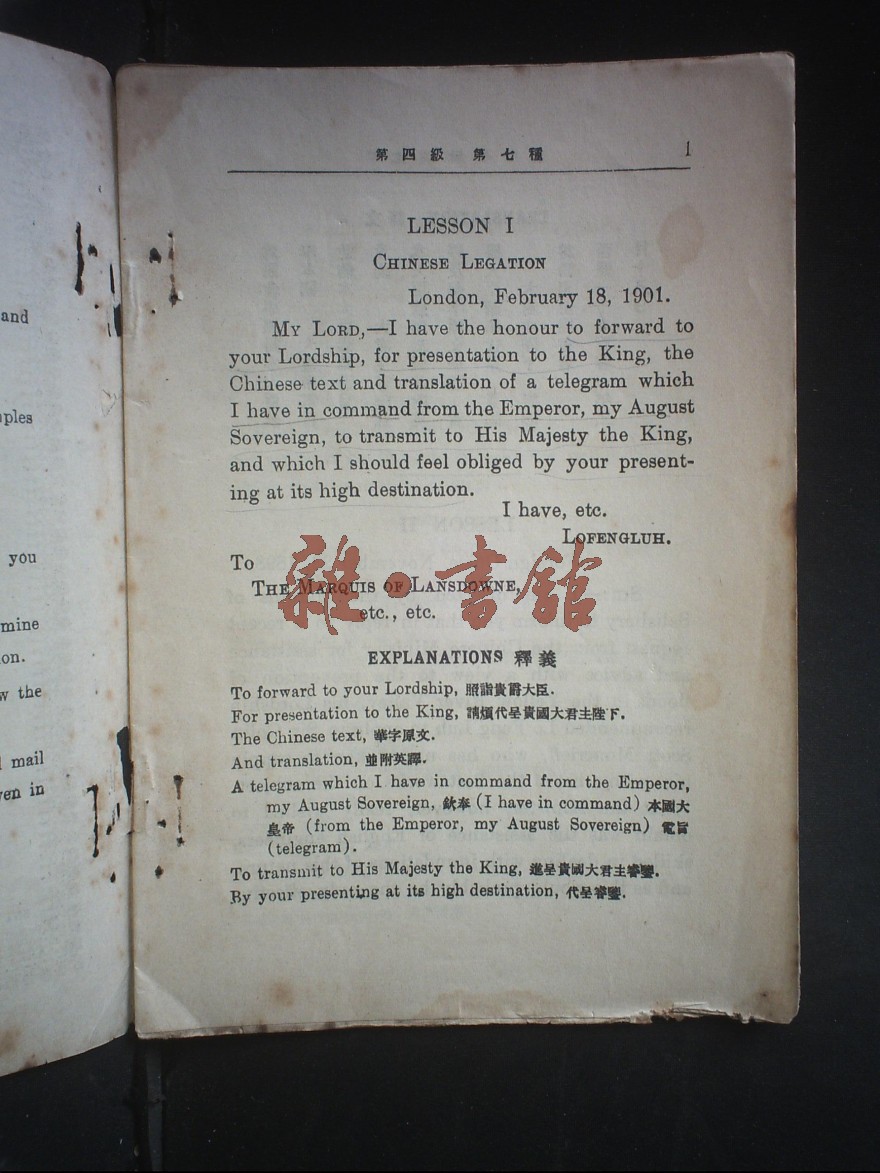 and
ples
you
mine
on.
w the
mail
en in
第四級 第七種 1
LESSON I
CHINESE LEGATION
London, February 18, 1901.
MY LORD,—I have the honour to forward to
your Lordship, for presentation to the King, the
Chinese text and translation of a telegram which
I have in command from the Emperor, my August
Sovereign, to transmit to His Majesty the King,
and which I should feel obliged by your present-
ing at its high destination.
I have, etc.
LOFENGLUH.
To
THE MARQUIS OF LANSDOWNE,
etc., etc.
雜·書館
EXPLANATIONS 釋義
To forward to your Lordship, 照詣貴爵大臣.
For presentation to the King, 請煩代呈貴國大君主陛下.
The Chinese text, 華字原文.
And translation, 並附英譯.
A telegram which I have in command from the Emperor,
my August Sovereign, 欽奉 (I have in command) 本國大
皇帝 (from the Emperor, my August Sovereign) 電旨
(telegram).
To transmit to His Majesty the King, 進呈貴國大君主睿鑒.
By your presenting at its high destination, 代呈睿鑒.